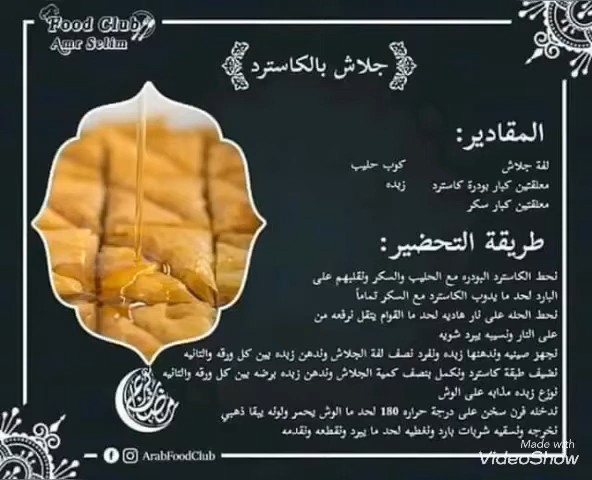 Food Club
Amr Selim
جلاش بالكاسترد
المقادير:
لفة جلاش
كوب حليب
معلقتين كبار بودرة كاسترد
زبده
معلقتين كبار سكر
طريقة التحضير:
نحط الكاسترد البودره مع الحليب والسكر ونقلبهم على
البارد لحد ما يدوب الكاسترد مع السكر تماماً
نحط الحله على نار هاديه لحد ما القوام يتقل نرفعه من
على النار ونسيبه يبرد شويه
نجهز صينيه وندهنها زبده ونفرد نصف لفة الجلاش وندهن زبده بين كل ورقه والتانيه
نضيف طبقة كاسترد ونكمل بنصف كمية الجلاش وندهن زبده برضه بين كل ورقه والتانيه
نوزع زبده مذابه على الوش
ندخله فرن سخن على درجة حراره 180 لحد ما الوش يحمر ولونه يبقا ذهبي
نخرجه ونسقيه شربات بارد ونغطيه لحد ما يبرد ونقطعه ونقدمه
ArabFoodClub
Made with
VideoShow